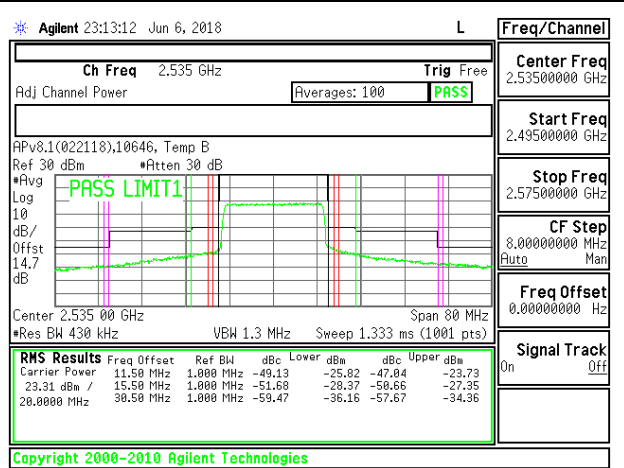 Agilent 23:13:12 Jun 6, 2018 L
Freq/Channel
Ch Freq 2.535 GHz Trig Free
Adj Channel Power Averages: 100 PASS
APv8.1(022118),10646, Temp B
Ref 30 dBm #Atten 30 dB
#Avg
Log
10
dB/
Offst
14.7
dB
PASS LIMIT1
Center 2.535 00 GHz Span 80 MHz
#Res BW 430 kHz VBW 1.3 MHz Sweep 1.333 ms (1001 pts)
RMS Results Freq Offset Ref BW dBc Lower dBm dBc Upper dBm
Carrier Power 11.50 MHz 1.000 MHz -49.13 -25.82 -47.04 -23.73
23.31 dBm / 15.50 MHz 1.000 MHz -51.68 -28.37 -50.66 -27.35
20.0000 MHz 30.50 MHz 1.000 MHz -59.47 -36.16 -57.67 -34.36
Center Freq
2.53500000 GHz
Start Freq
2.49500000 GHz
Stop Freq
2.57500000 GHz
CF Step
8.00000000 MHz
Auto Man
Freq Offset
0.00000000 Hz
Signal Track
On Off
Copyright 2000-2010 Agilent Technologies